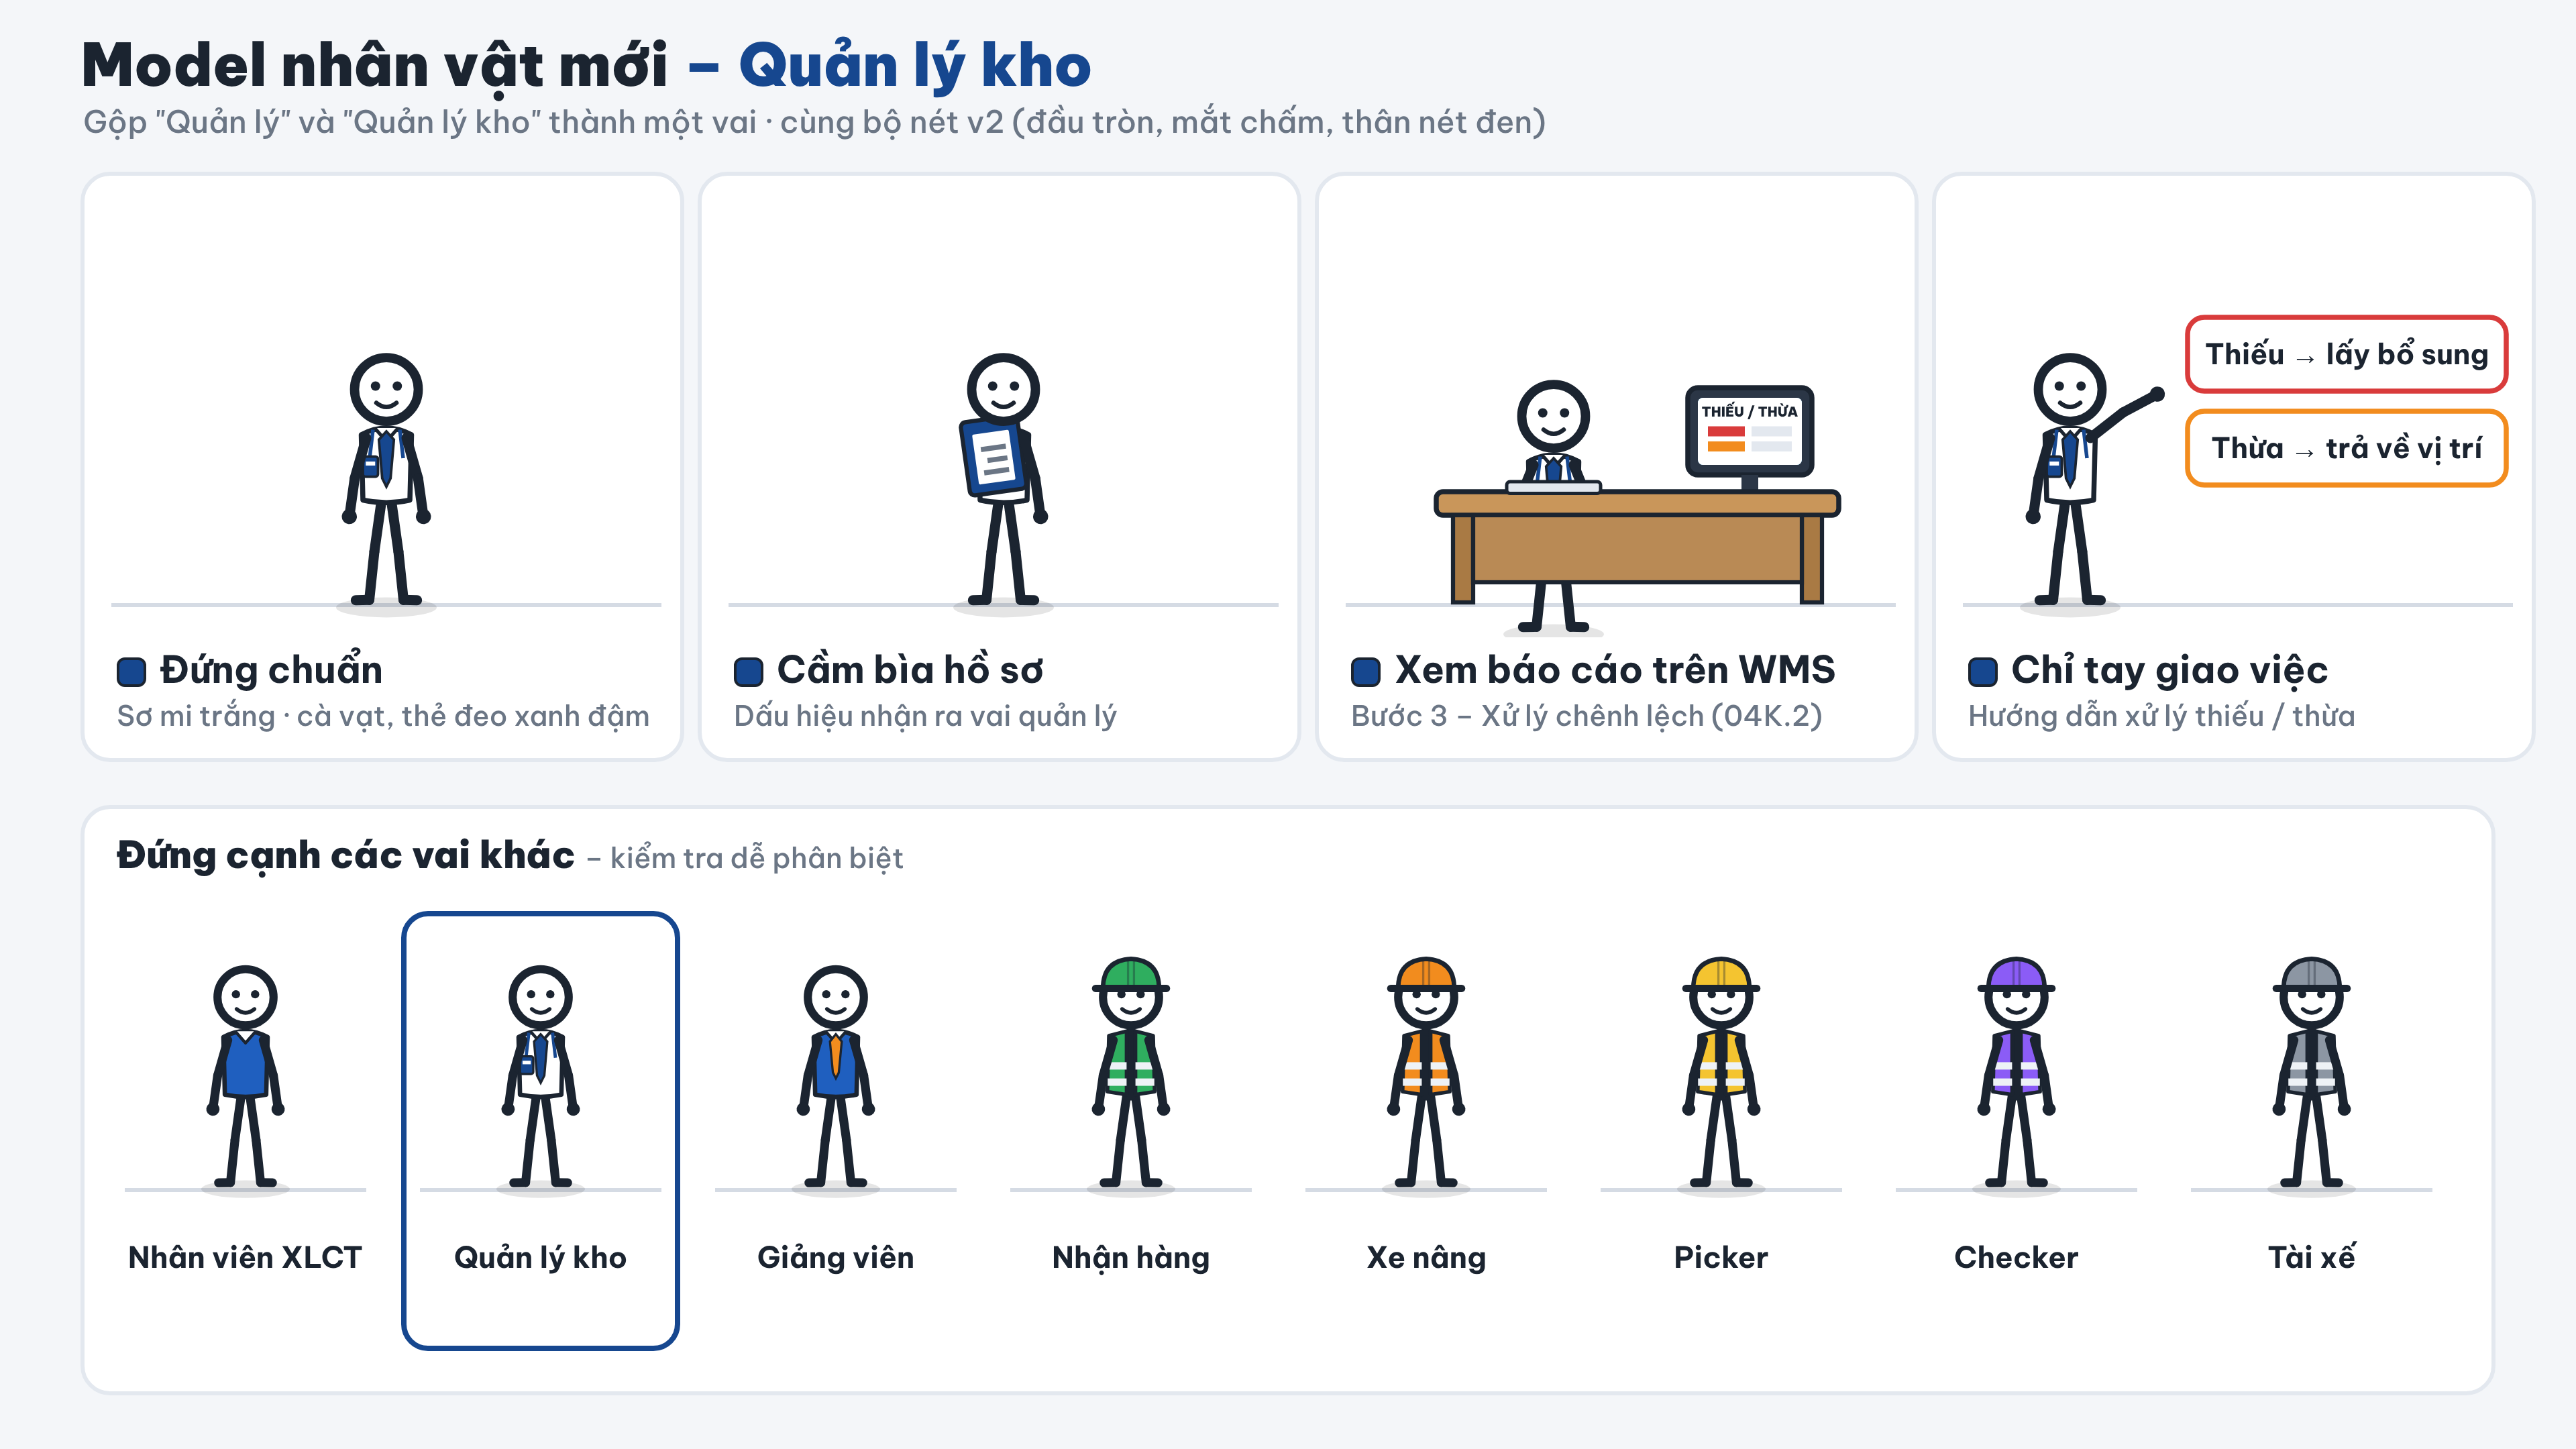 Model nhân vật mới – Quản lý kho
Gộp "Quản lý" và "Quản lý kho" thành một vai · cùng bộ nét v2 (đầu tròn, mắt chấm, thân nét đen)
THIẾU / THỪA
Thiếu → lấy bổ sung
Thừa → trả về vị trí
Đứng chuẩn
Sơ mi trắng · cà vạt, thẻ đeo xanh đậm
Cầm bìa hồ sơ
Dấu hiệu nhận ra vai quản lý
Xem báo cáo trên WMS
Bước 3 – Xử lý chênh lệch (04K.2)
Chỉ tay giao việc
Hướng dẫn xử lý thiếu / thừa
Đứng cạnh các vai khác – kiểm tra dễ phân biệt
Nhân viên XLCT
Quản lý kho
Giảng viên
Nhận hàng
Xe nâng
Picker
Checker
Tài xế